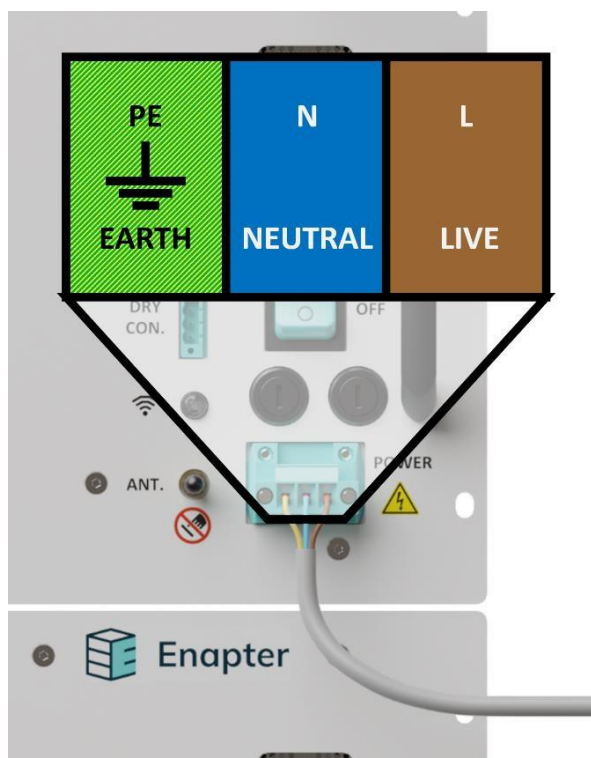 PE
EARTH
N
NEUTRAL
L
LIVE
DRY
CON.
OFF
ANT.
POWER
Enapter